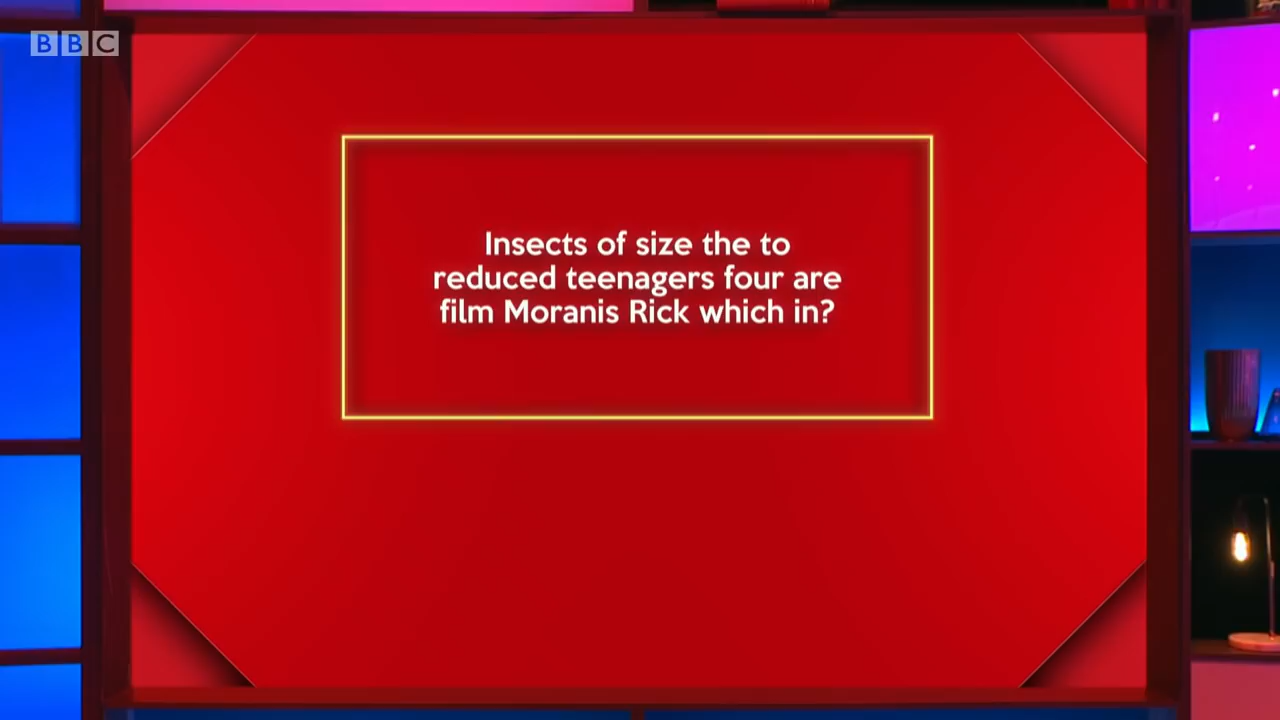 BBC
Insects of size the to
reduced teenagers four are
film Moranis Rick which in?